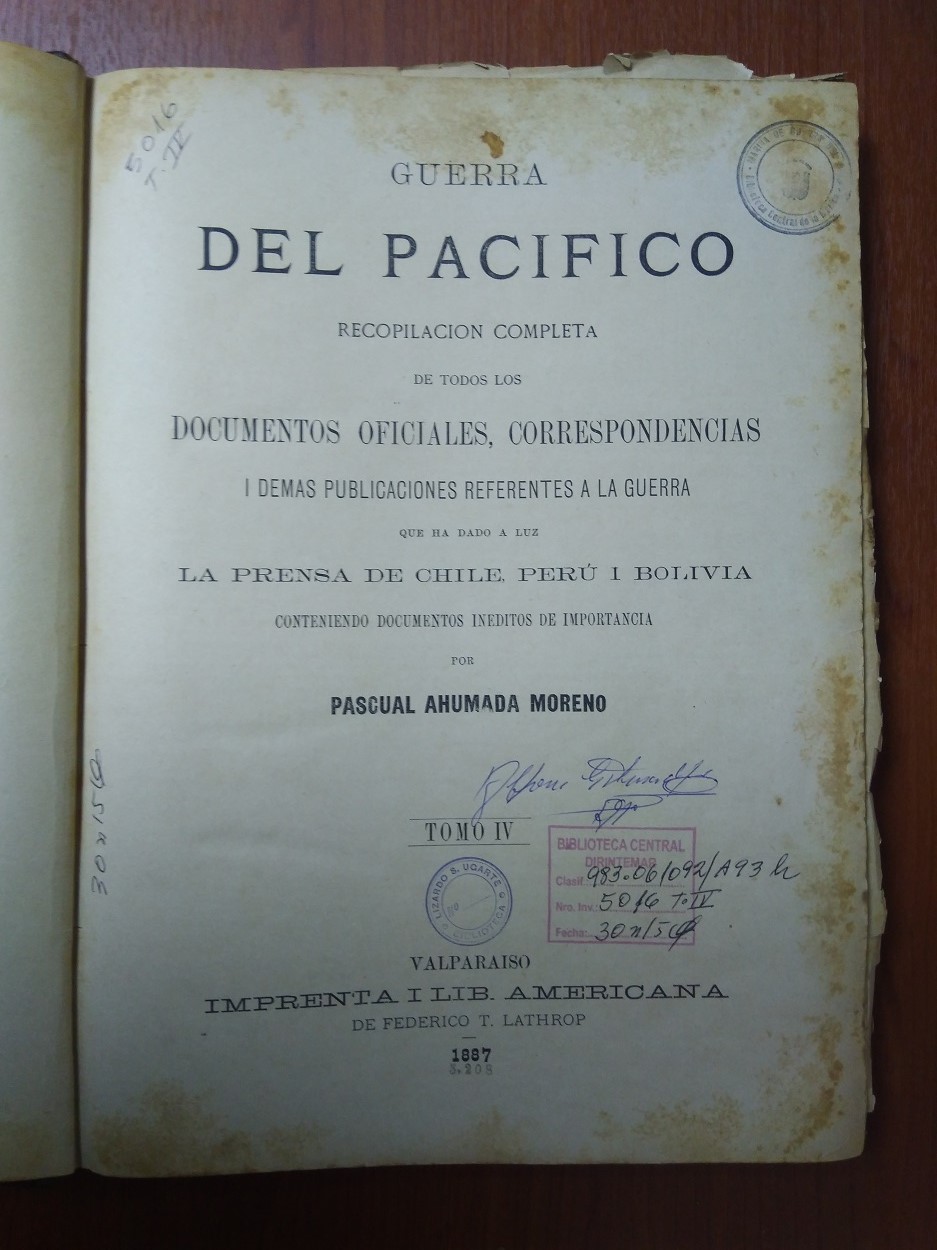 5016
T. IV
GUERRA
DEL PACIFICO
RECOPILACION COMPLETA
DE TODOS LOS
DOCUMENTOS OFICIALES, CORRESPONDENCIAS
I DEMAS PUBLICACIONES REFERENTES A LA GUERRA
QUE HA DADO A LUZ
LA PRENSA DE CHILE, PERÚ I BOLIVIA
CONTENIENDO DOCUMENTOS INEDITOS DE IMPORTANCIA
POR
PASCUAL AHUMADA MORENO
TOMO IV
LIZARDO S. UGARTE
BIBLIOTECA
BIBLIOTECA CENTRAL
DIRINTEMAR
Clasif. 983.06/092/A93
Nro. Inv.: 5016 T. IV
Fecha:
VALPARAISO
IMPRENTA I LIB. AMERICANA
DE FEDERICO T. LATHROP
1887
3.208